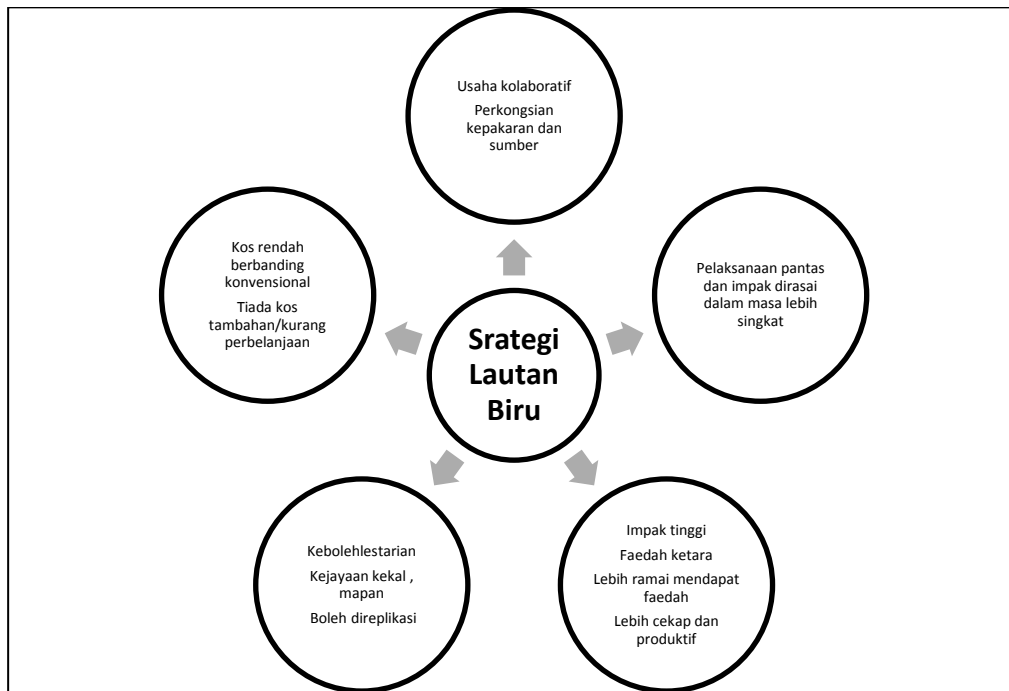 Usaha kolaboratif
Perkongsian
kepakaran dan
sumber
Kos rendah
berbanding
konvensional
Tiada kos
tambahan/kurang
perbelanjaan
Pelaksanaan pantas
dan impak dirasai
dalam masa lebih
singkat
Srategi
Lautan
Biru
Kebolehlestarian
Kejayaan kekal ,
mapan
Boleh direplikasi
Impak tinggi
Faedah ketara
Lebih ramai mendapat
faedah
Lebih cekap dan
produktif